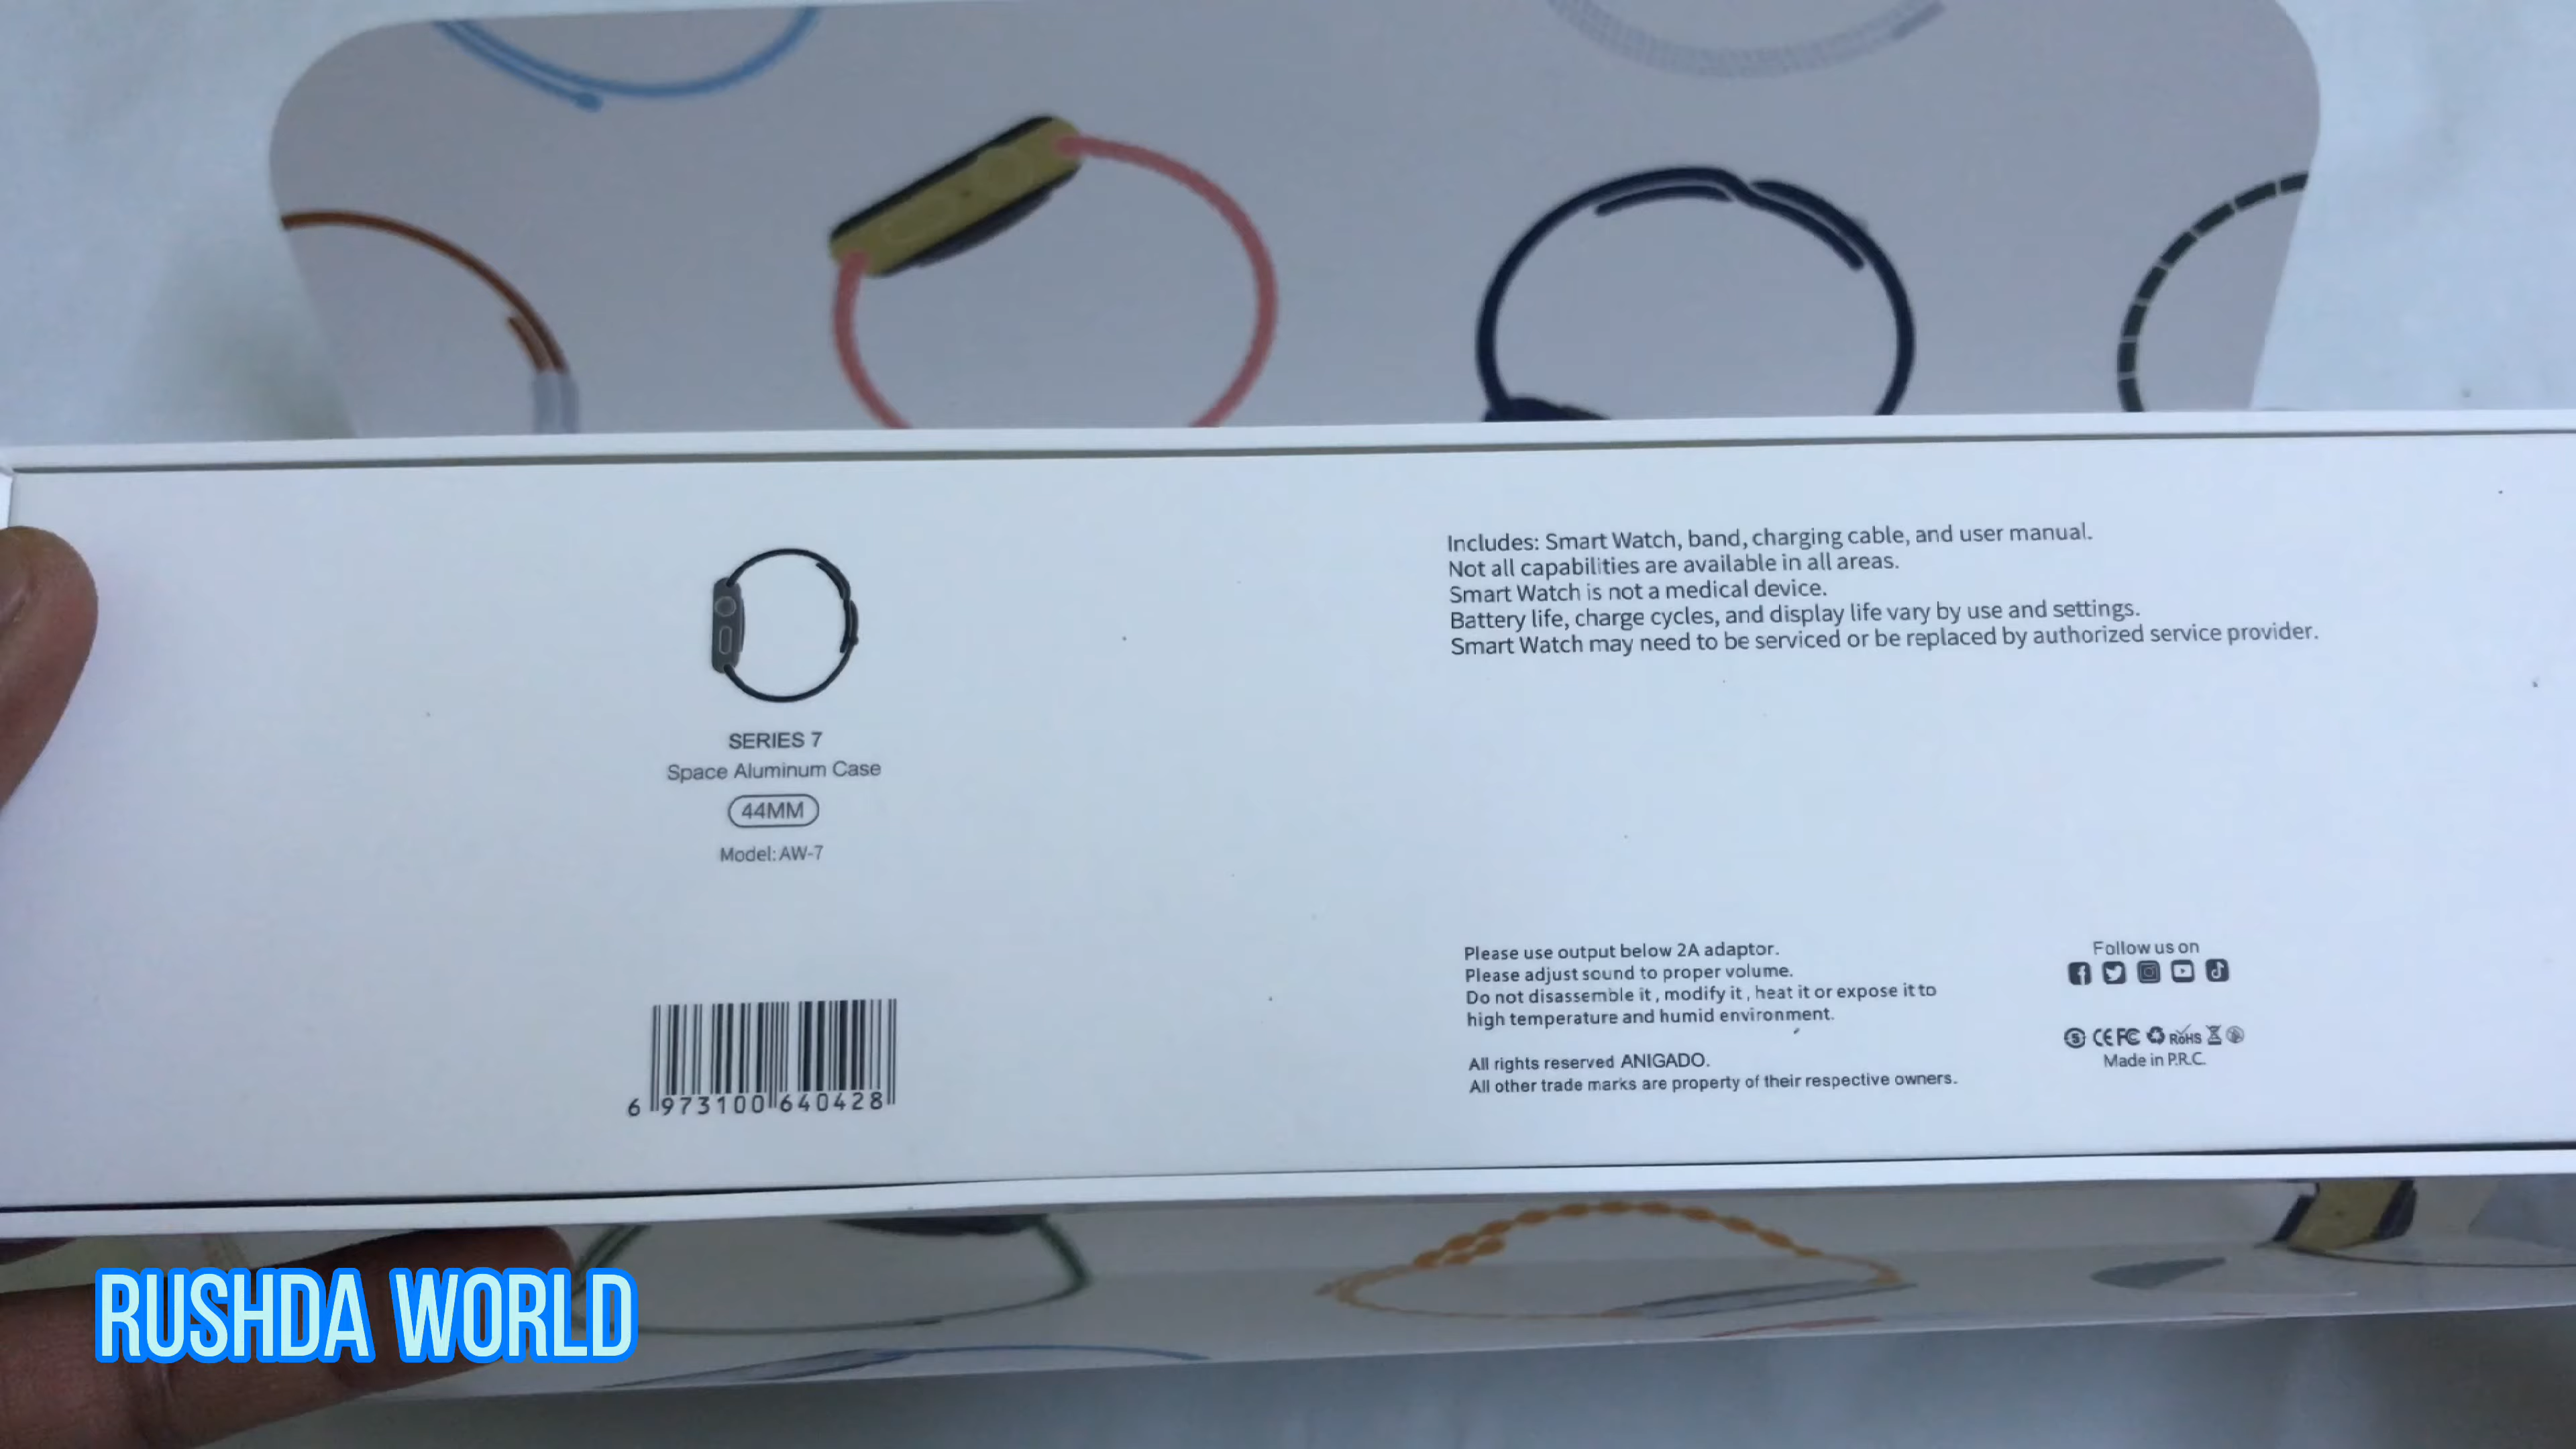 Includes: Smart Watch, band, charging cable, and user manual.
Not all capabilities are available in all areas.
Smart Watch is not a medical device.
Battery life, charge cycles, and display life vary by use and settings.
Smart Watch may need to be serviced or be replaced by authorized service provider.
SERIES 7
Space Aluminum Case
44MM
Model: AW-7
6 973100 640428
Please use output below 2A adaptor.
Please adjust sound to proper volume.
Do not disassemble it , modify it , heat it or expose it to
high temperature and humid environment.
All rights reserved ANIGADO.
All other trade marks are property of their respective owners.
Follow us on
CE FC RoHS
Made in P.R.C.
RUSHDA WORLD